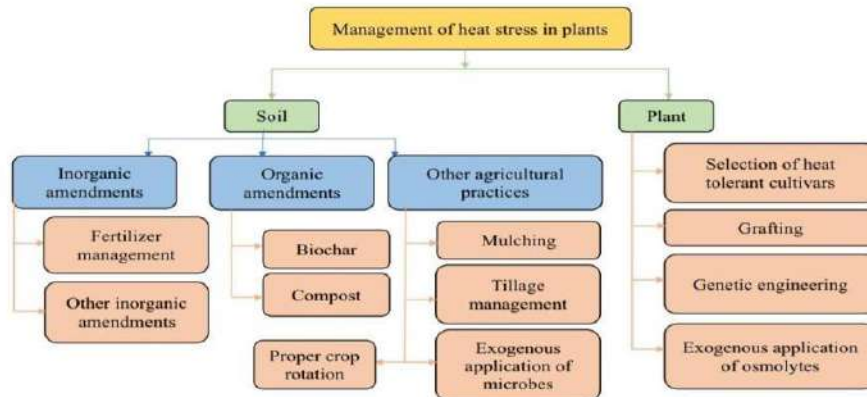 Management of heat stress in plants
Soil
Plant
Inorganic
amendments
Organic
amendments
Other agricultural
practices
Selection of heat
tolerant cultivars
Fertilizer
management
Biochar
Mulching
Grafting
Other inorganic
amendments
Compost
Tillage
management
Genetic engineering
Proper crop
rotation
Exogenous
application of
microbes
Exogenous application
of osmolytes